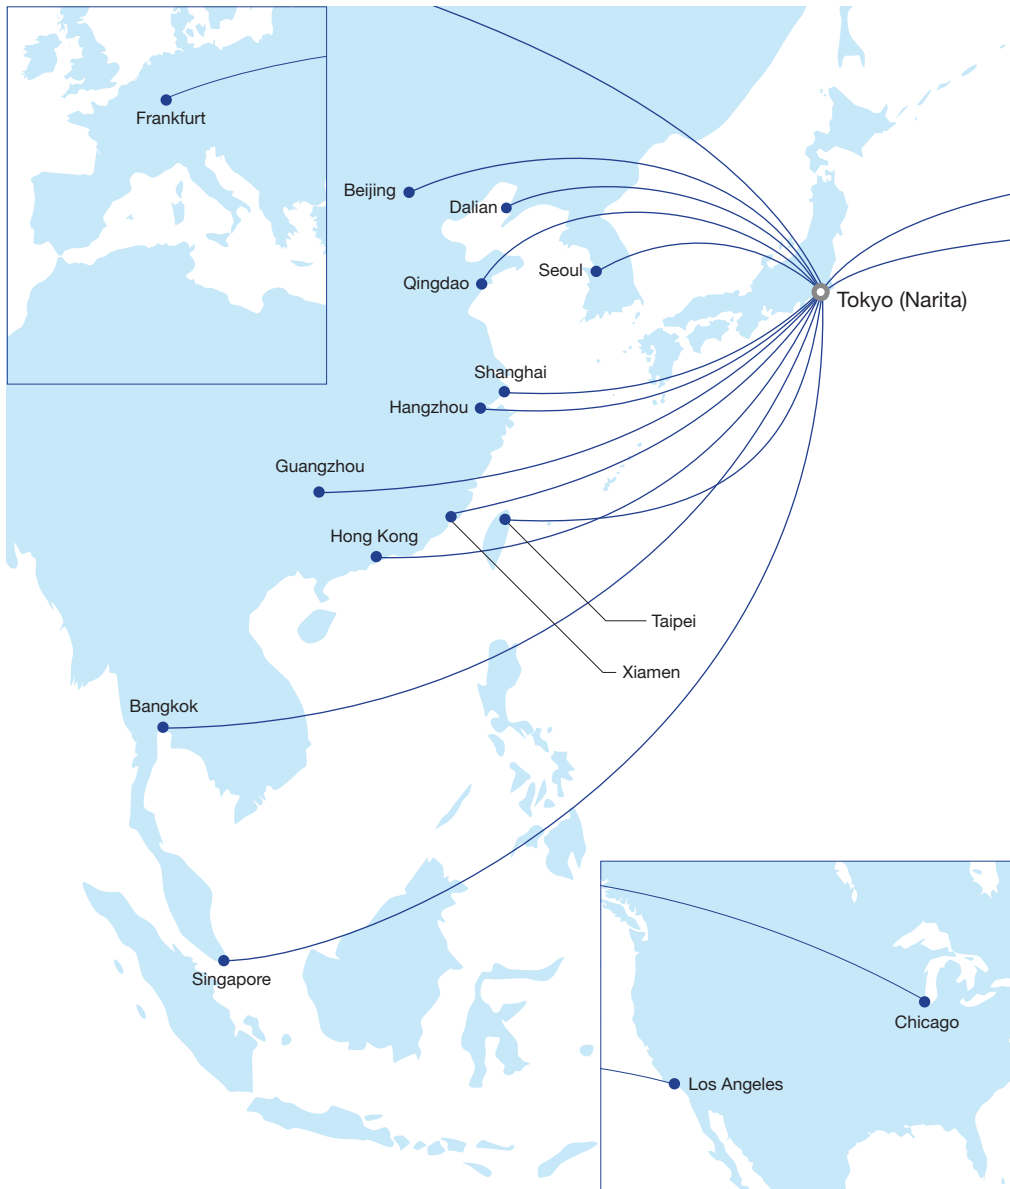 Frankfurt
Beijing
Dalian
Seoul
Qingdao
Tokyo (Narita)
Shanghai
Hangzhou
Guangzhou
Hong Kong
Taipei
Xiamen
Bangkok
Singapore
Chicago
Los Angeles